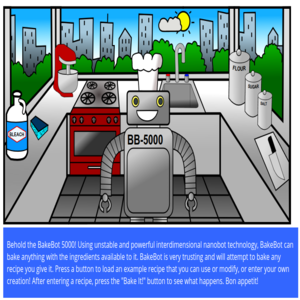 FLOUR
SUGAR
SALT
BLEACH
BB-5000
Behold the BakeBot 5000! Using unstable and powerful interdimensional nanobot technology, BakeBot can
bake anything with the ingredients available to it. BakeBot is very trusting and will attempt to bake any
recipe you give it. Press a button to load an example recipe that you can use or modify, or enter your own
creation! After entering a recipe, press the "Bake It!" button to see what happens. Bon appetit!